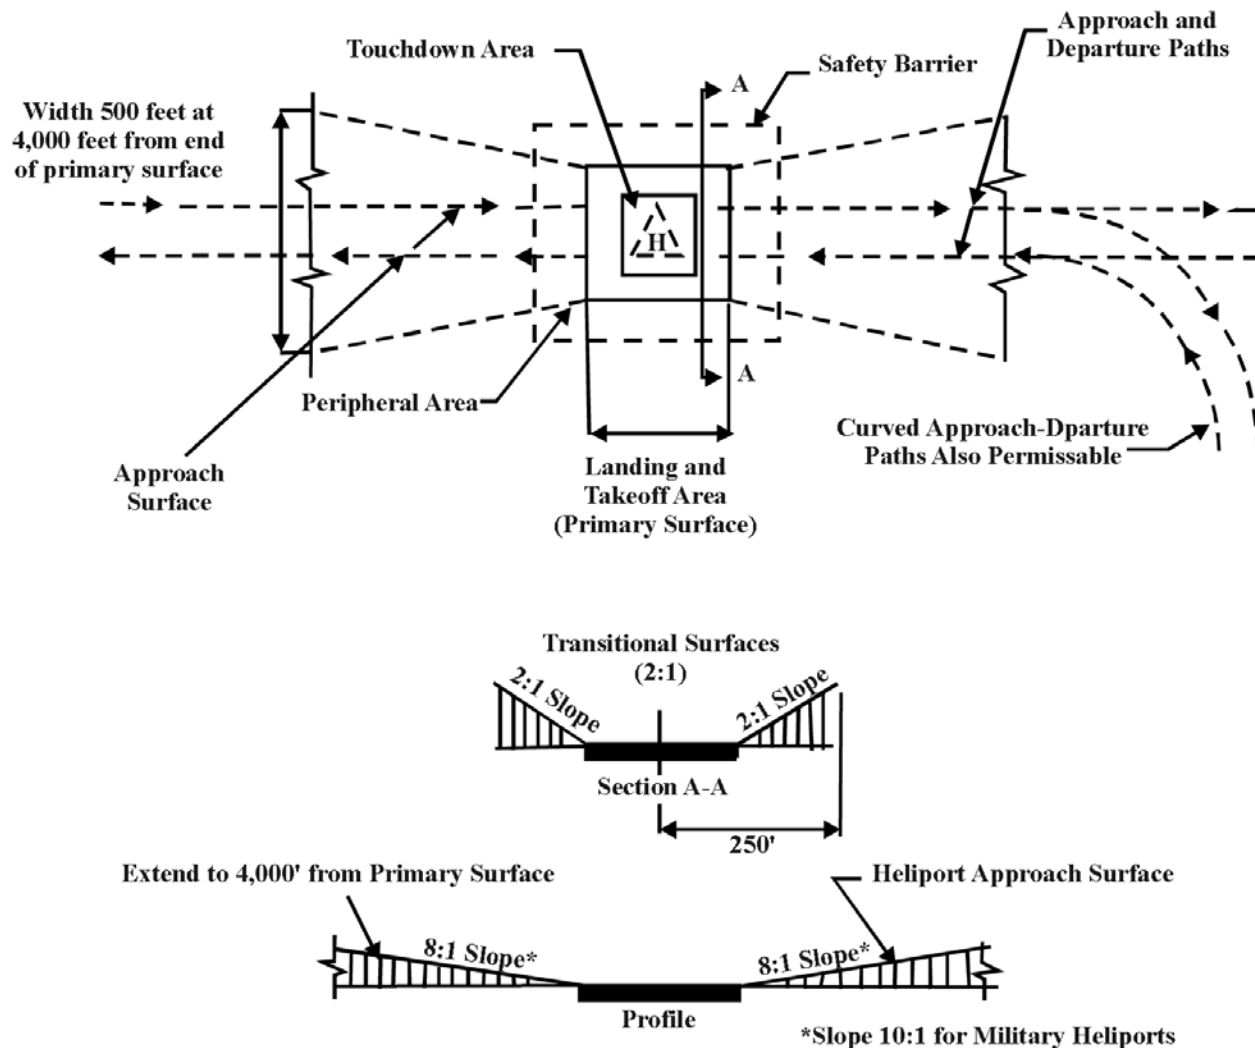 Touchdown Area
Approach and
Departure Paths
Safety Barrier
A
Width 500 feet at
4,000 feet from end
of primary surface
H
A
Peripheral Area
Curved Approach-Dparture
Paths Also Permissable
Approach
Surface
Landing and
Takeoff Area
(Primary Surface)
Transitional Surfaces
(2:1)
2:1 Slope
2:1 Slope
Section A-A
250'
Extend to 4,000' from Primary Surface
Heliport Approach Surface
8:1 Slope*
8:1 Slope*
Profile
*Slope 10:1 for Military Heliports